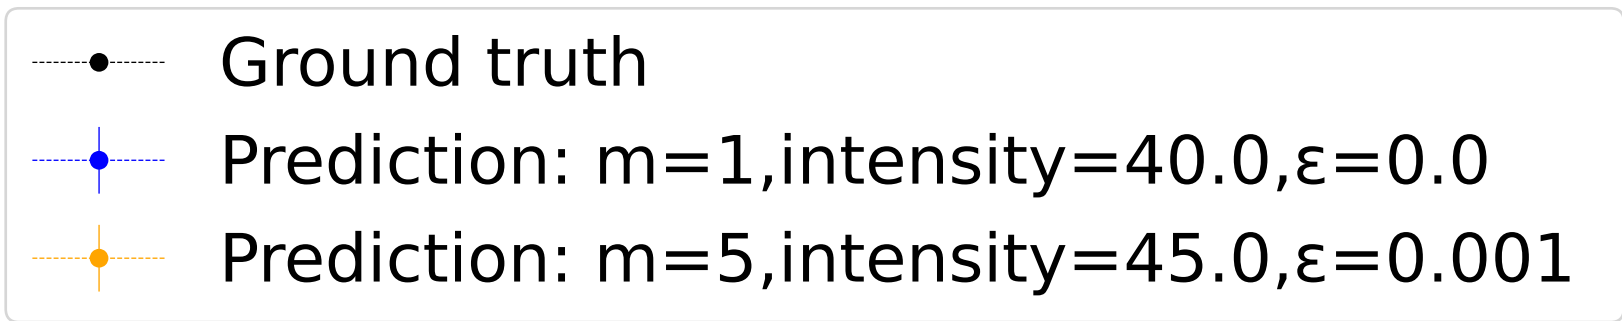 Ground truth
Prediction: m=1,intensity=40.0,ε=0.0
Prediction: m=5,intensity=45.0,ε=0.001